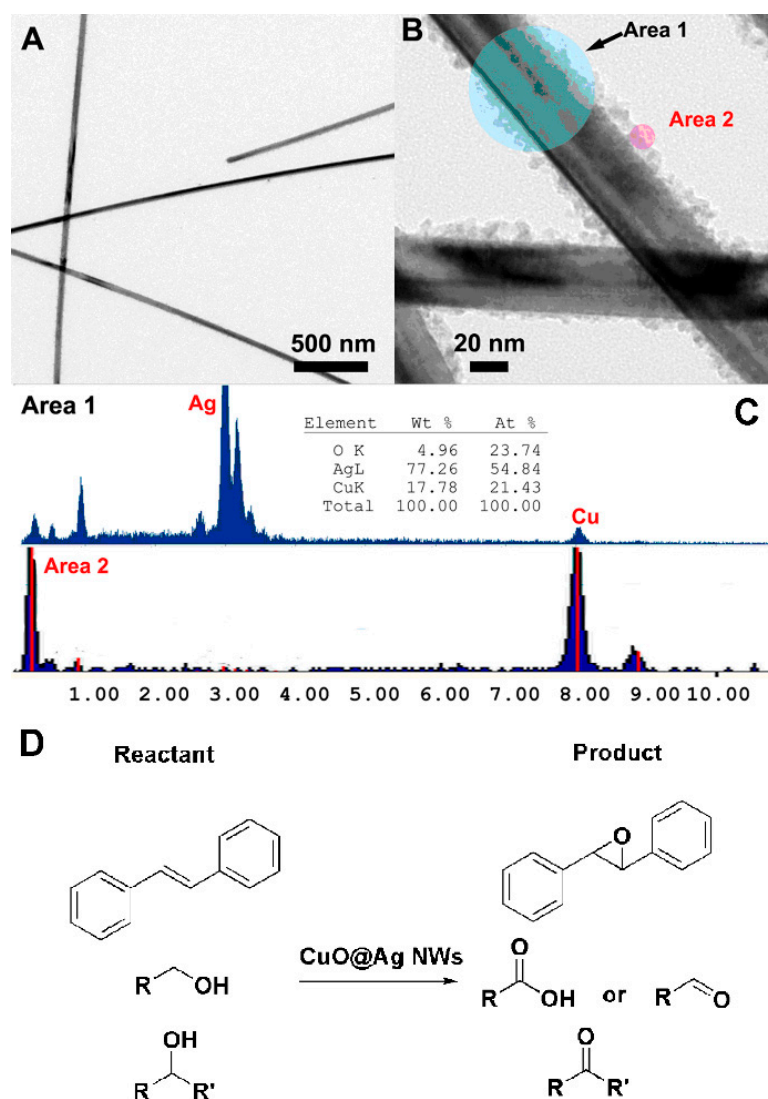 A
B
Area 1
Area 2
500 nm
20 nm
Area 1
Ag
C
Element Wt % At %
O K 4.96 23.74
AgL 77.26 54.84
CuK 17.78 21.43
Total 100.00 100.00
Cu
Area 2
1.00 2.00 3.00 4.00 5.00 6.00 7.00 8.00 9.00 10.00
D
Reactant Product
O
CuO@Ag NWs
R OH
O
R OH or R O
OH
R R'
O
R R'